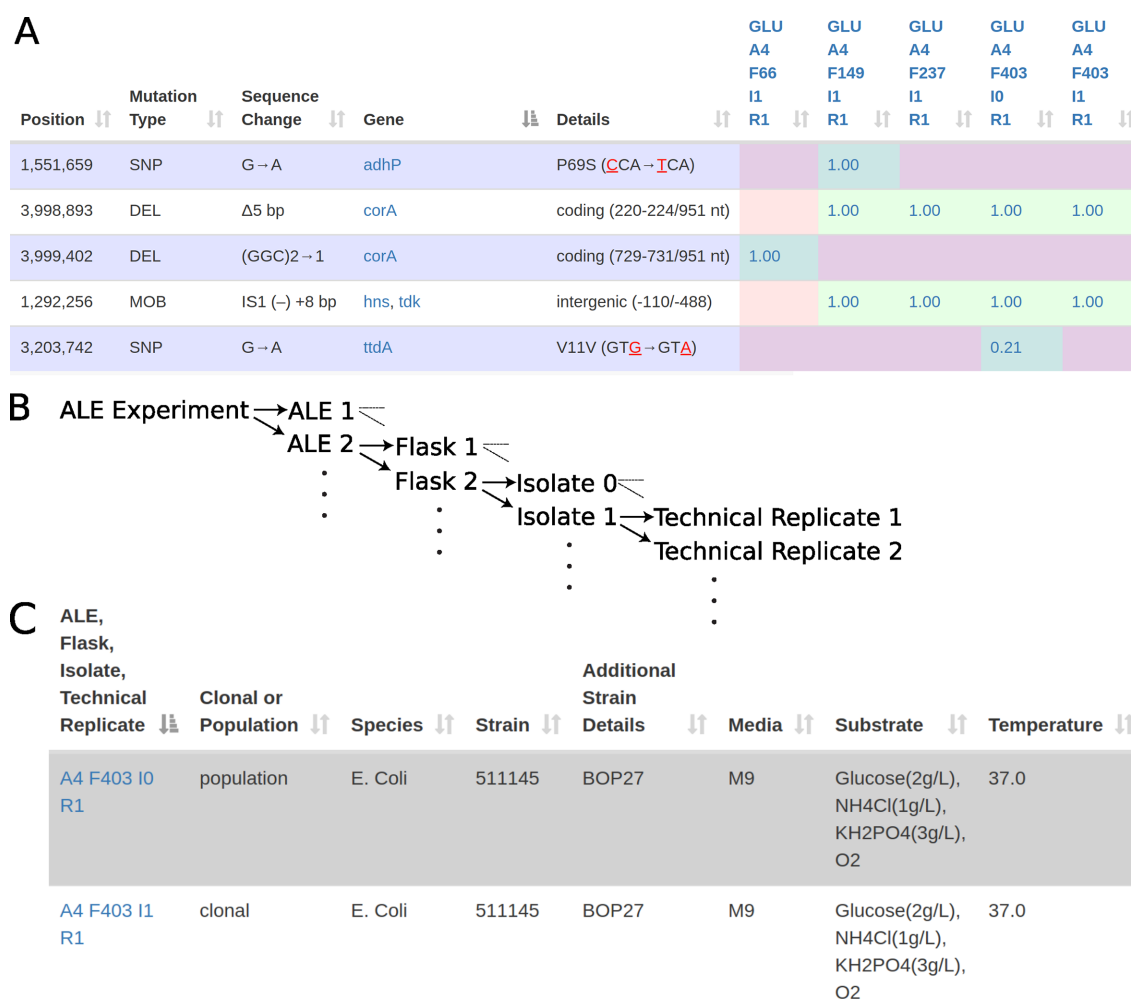 A
GLU GLU GLU GLU GLU
A4 A4 A4 A4 A4
F66 F149 F237 F403 F403
I1 I1 I1 I0 I1
R1 R1 R1 R1 R1
Mutation Sequence
Position Type Change Gene Details
1,551,659 SNP G→A adhP P69S (CCA→TCA) 1.00
3,998,893 DEL Δ5 bp corA coding (220-224/951 nt) 1.00 1.00 1.00 1.00
3,999,402 DEL (GGC)2→1 corA coding (729-731/951 nt) 1.00
1,292,256 MOB IS1 (–) +8 bp hns, tdk intergenic (-110/-488) 1.00 1.00 1.00 1.00
3,203,742 SNP G→A ttdA V11V (GTG→GTA) 0.21
B
ALE Experiment ALE 1
ALE 2 Flask 1
Flask 2 Isolate 0
Isolate 1 Technical Replicate 1
Technical Replicate 2
C
ALE,
Flask,
Isolate, Additional
Technical Clonal or Strain
Replicate Population Species Strain Details Media Substrate Temperature
A4 F403 I0 population E. Coli 511145 BOP27 M9 Glucose(2g/L), 37.0
R1 NH4Cl(1g/L),
KH2PO4(3g/L),
O2
A4 F403 I1 clonal E. Coli 511145 BOP27 M9 Glucose(2g/L), 37.0
R1 NH4Cl(1g/L),
KH2PO4(3g/L),
O2